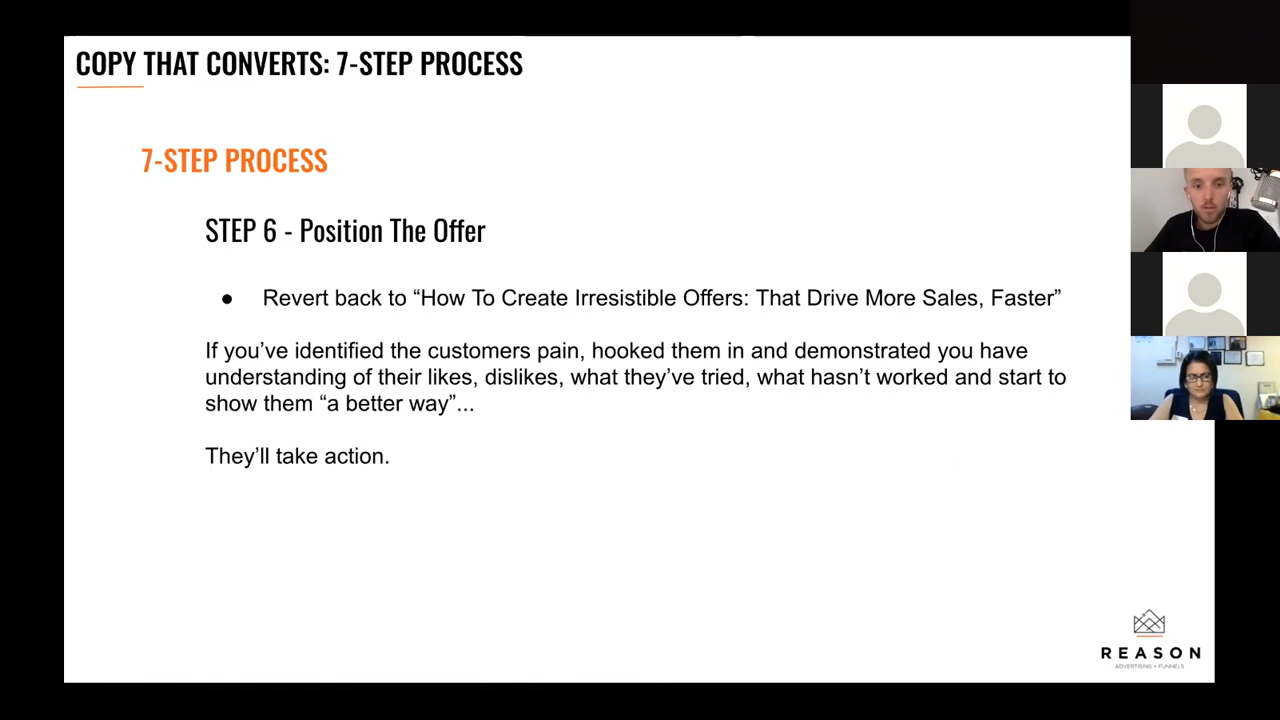 COPY THAT CONVERTS: 7-STEP PROCESS
7-STEP PROCESS
STEP 6 - Position The Offer
● Revert back to “How To Create Irresistible Offers: That Drive More Sales, Faster”
If you’ve identified the customers pain, hooked them in and demonstrated you have
understanding of their likes, dislikes, what they’ve tried, what hasn’t worked and start to
show them “a better way”...
They’ll take action.
REASON
ADVERTISING + FUNNELS